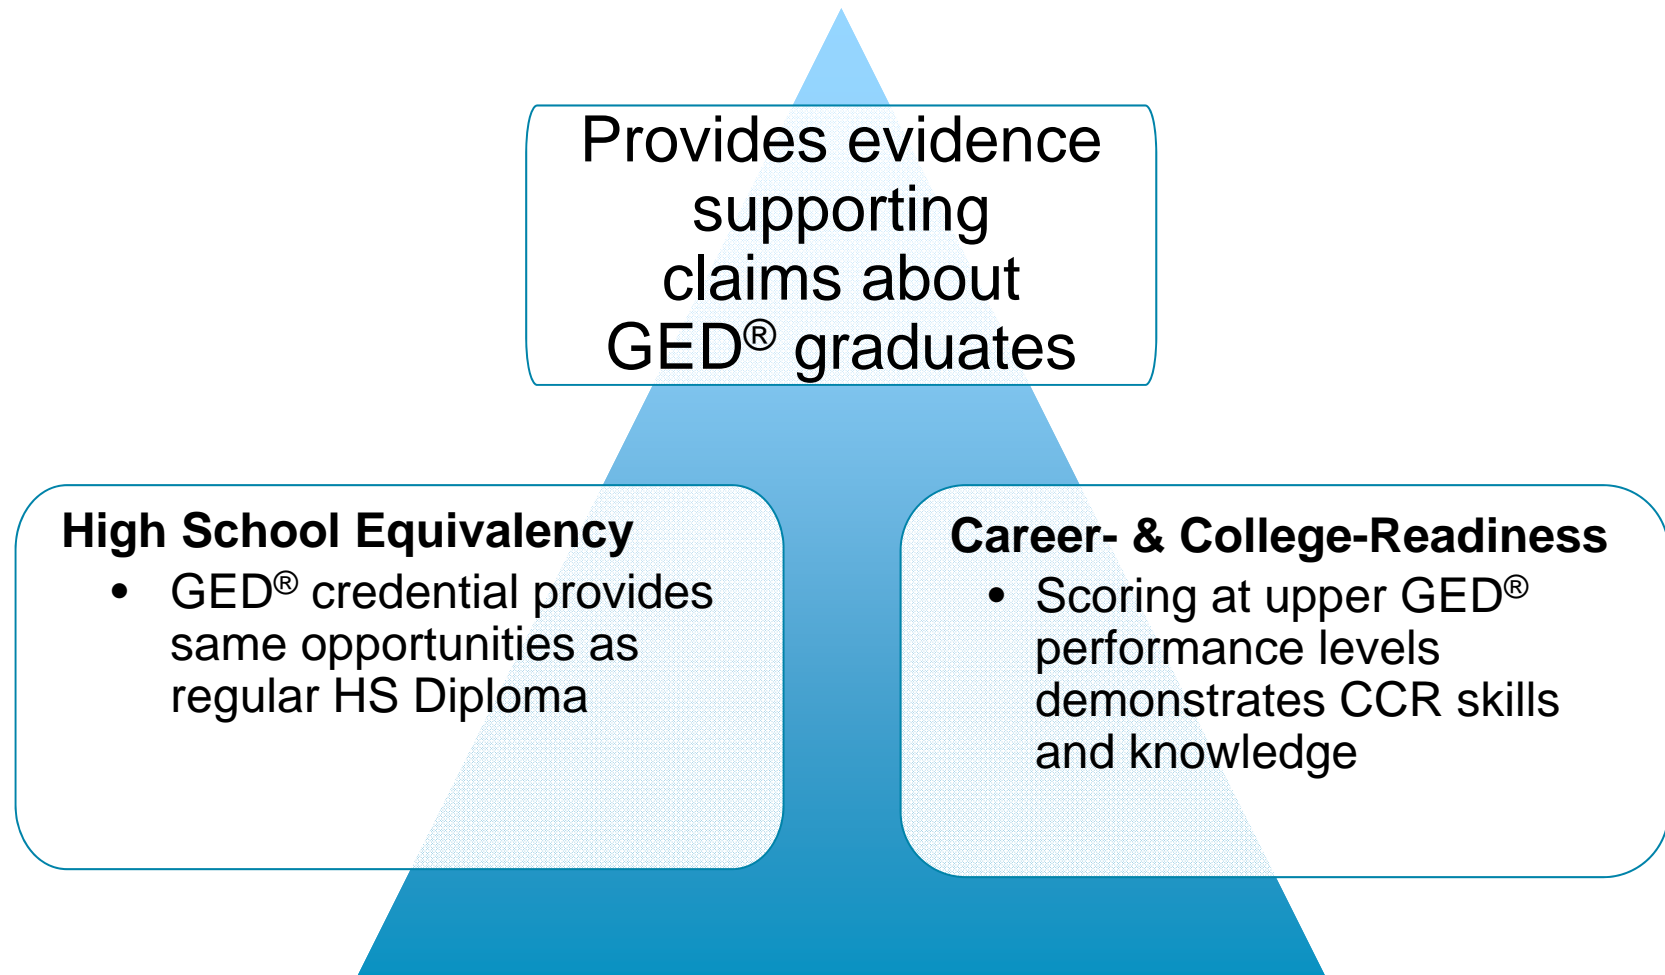 Provides evidence
supporting
claims about
GED® graduates
High School Equivalency
• GED® credential provides
same opportunities as
regular HS Diploma
Career- & College-Readiness
• Scoring at upper GED®
performance levels
demonstrates CCR skills
and knowledge